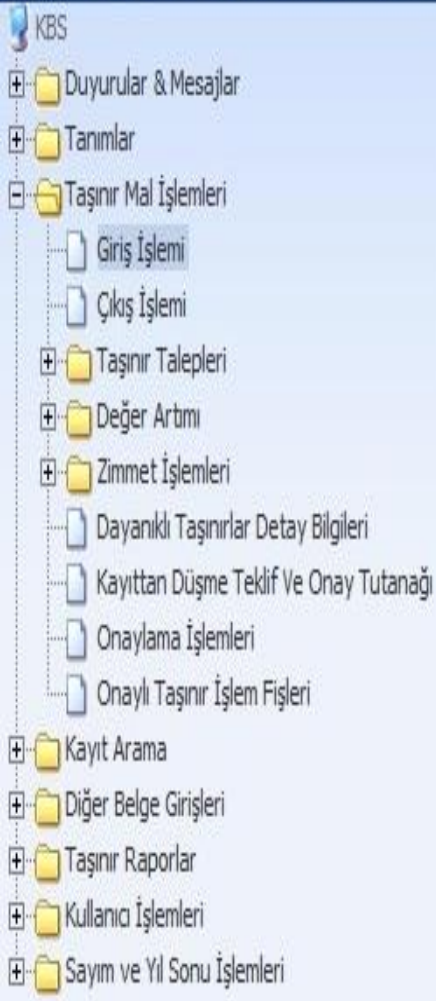 KBS
Duyurular & Mesajlar
Tanımlar
Taşınır Mal İşlemleri
Giriş İşlemi
Çıkış İşlemi
Taşınır Talepleri
Değer Artımı
Zimmet İşlemleri
Dayanıklı Taşınırlar Detay Bilgileri
Kayıttan Düşme Teklif Ve Onay Tutanağı
Onaylama İşlemleri
Onaylı Taşınır İşlem Fişleri
Kayıt Arama
Diğer Belge Girişleri
Taşınır Raporlar
Kullanıcı İşlemleri
Sayım ve Yıl Sonu İşlemleri